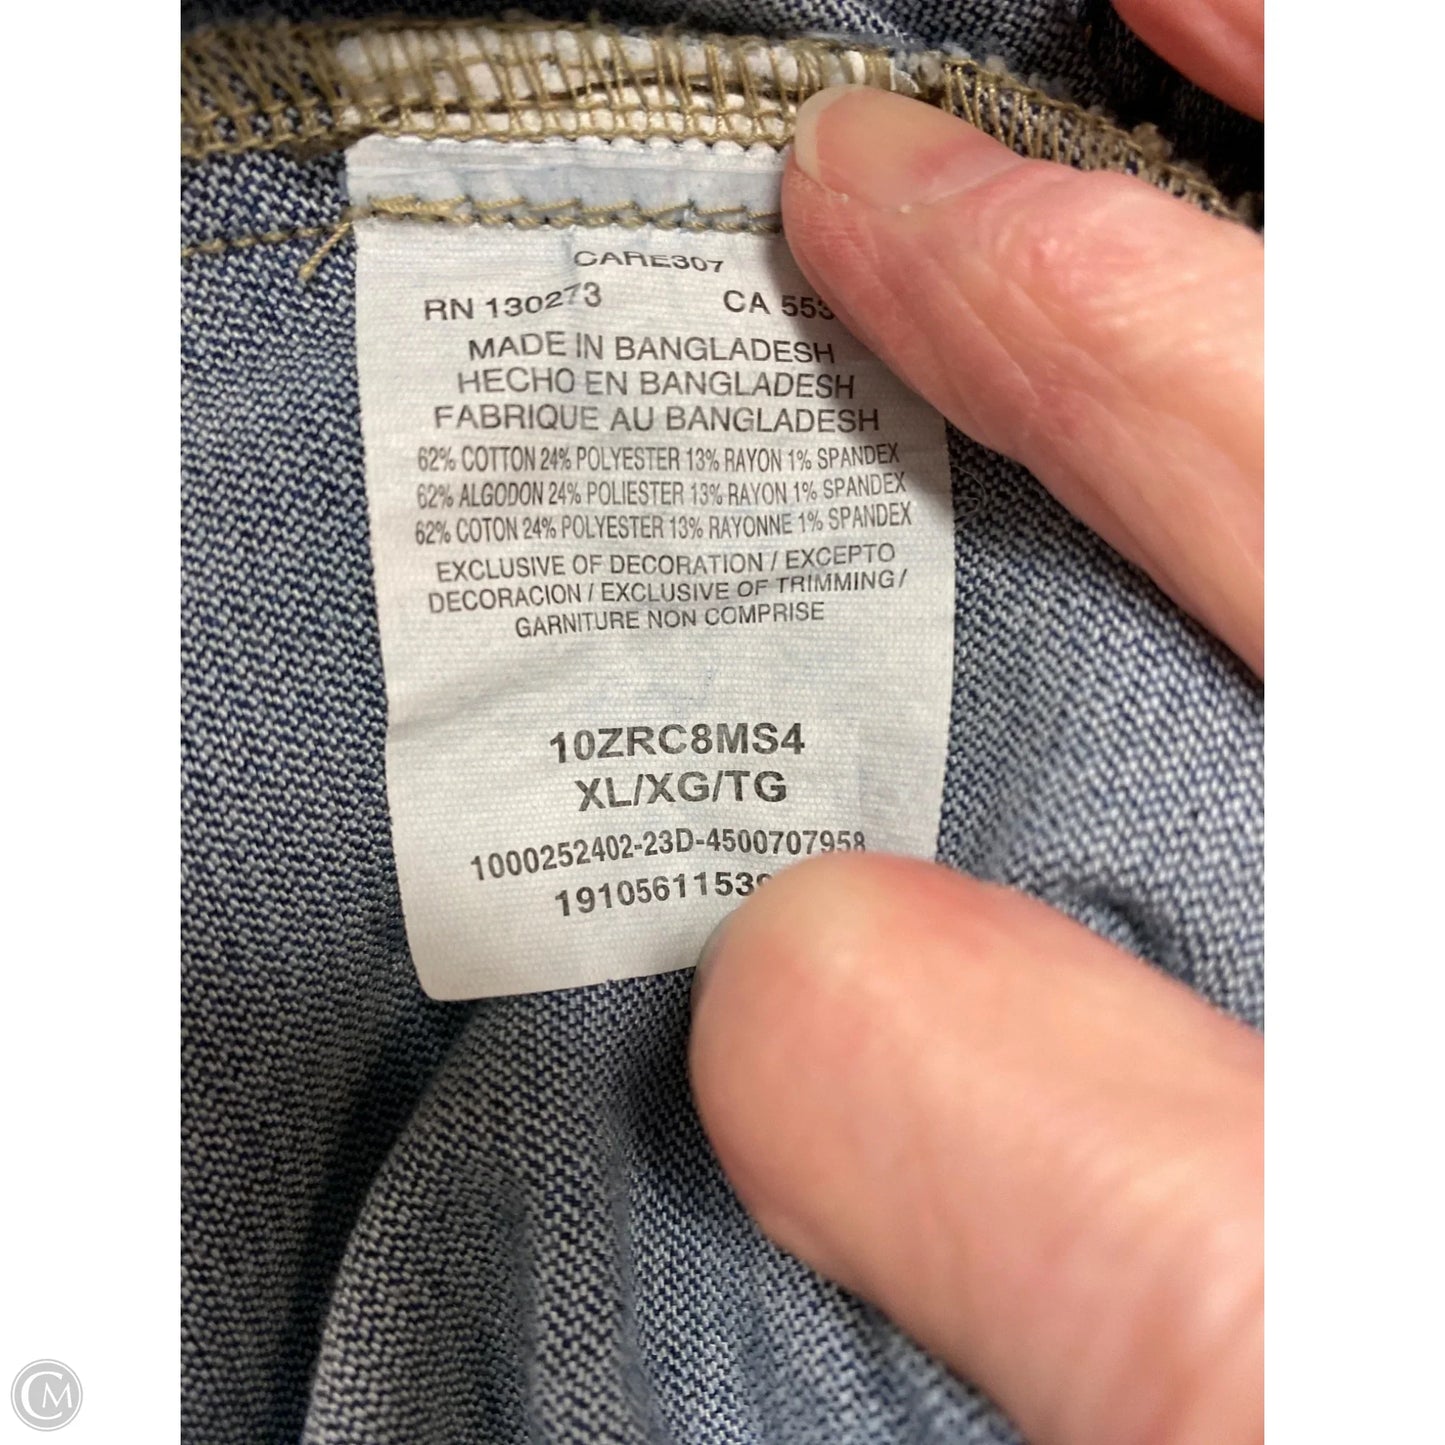 CARE307
RN 130273 CA 553
MADE IN BANGLADESH
HECHO EN BANGLADESH
FABRIQUE AU BANGLADESH
62% COTTON 24% POLYESTER 13% RAYON 1% SPANDEX
62% ALGODON 24% POLIESTER 13% RAYON 1% SPANDEX
62% COTON 24% POLYESTER 13% RAYONNE 1% SPANDEX
EXCLUSIVE OF DECORATION / EXCEPTO
DECORACION / EXCLUSIVE OF TRIMMING /
GARNITURE NON COMPRISE
10ZRC8MS4
XL/XG/TG
1000252402-23D-4500707958
1910561153
CM